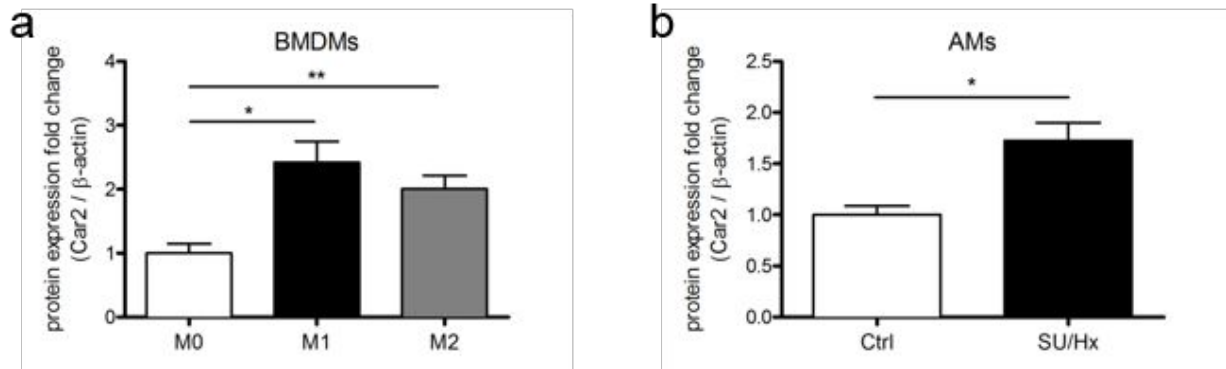 a
BMDMs
protein expression fold change
(Car2 / β-actin)
4
3
2
1
0
**
*
M0 M1 M2
b
AMs
protein expression fold change
(Car2 / β-actin)
2.5
2.0
1.5
1.0
0.5
0.0
*
Ctrl SU/Hx